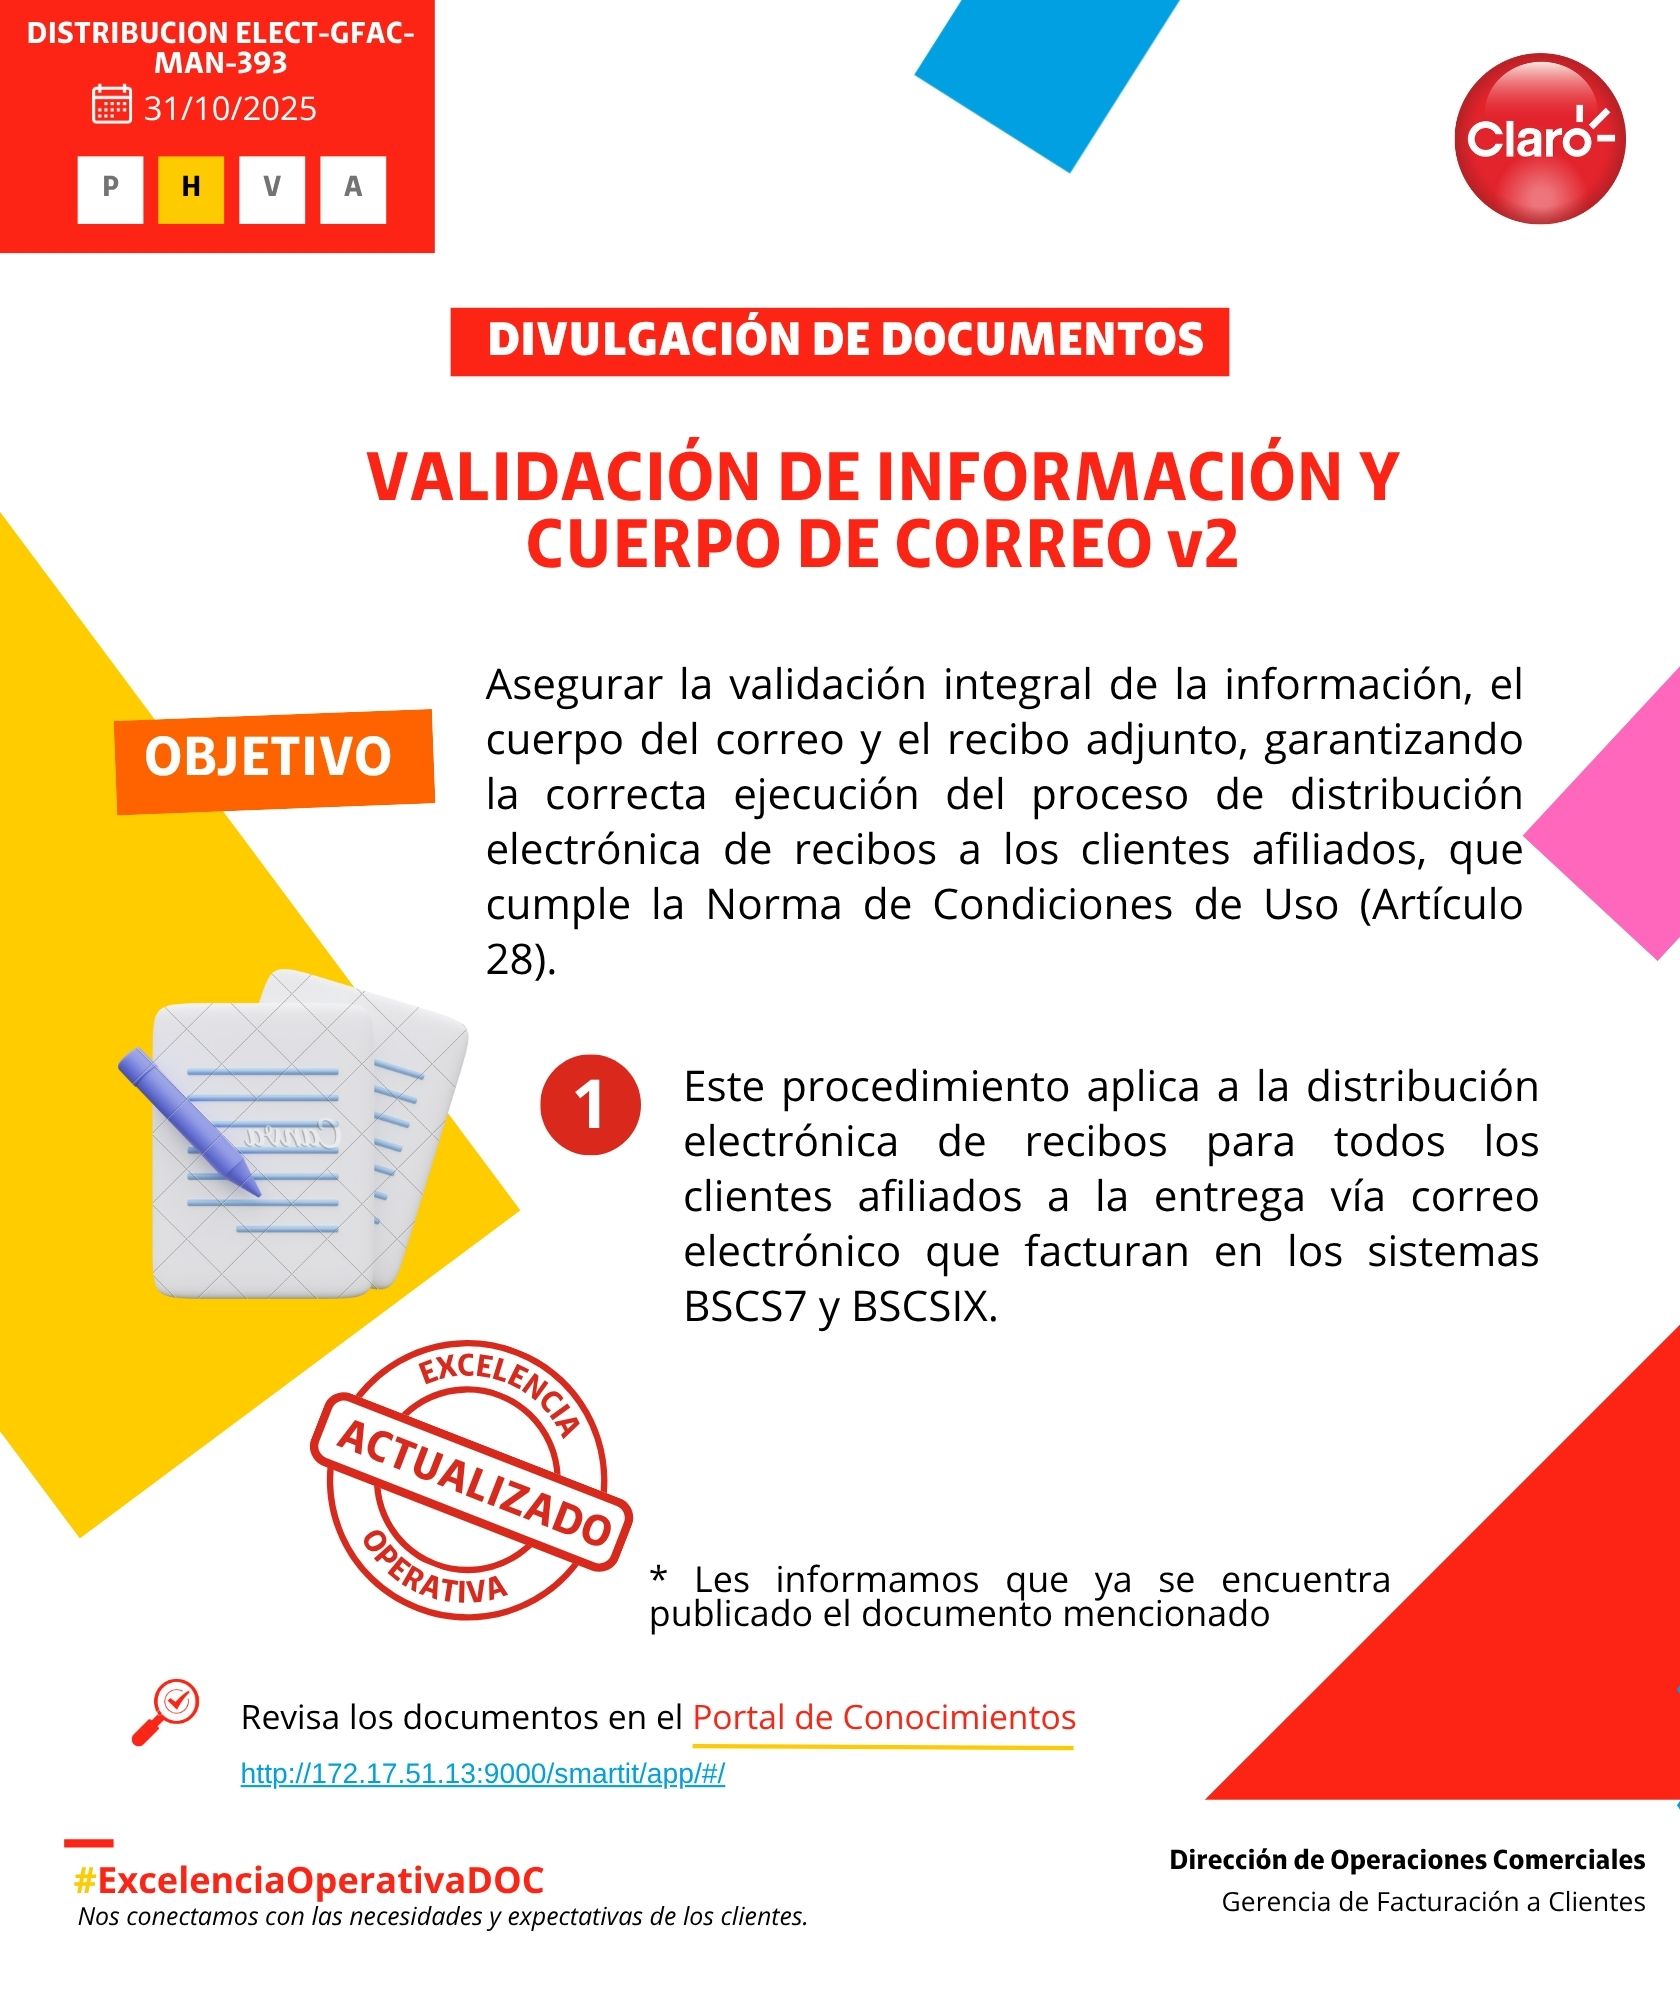 DISTRIBUCION ELECT-GFAC-
MAN-393
31/10/2025
P H V A
Claro
DIVULGACIÓN DE DOCUMENTOS
VALIDACIÓN DE INFORMACIÓN Y
CUERPO DE CORREO v2
OBJETIVO
Asegurar la validación integral de la información, el
cuerpo del correo y el recibo adjunto, garantizando
la correcta ejecución del proceso de distribución
electrónica de recibos a los clientes afiliados, que
cumple la Norma de Condiciones de Uso (Artículo
28).
Canva
1
Este procedimiento aplica a la distribución
electrónica de recibos para todos los
clientes afiliados a la entrega vía correo
electrónico que facturan en los sistemas
BSCS7 y BSCSIX.
EXCELENCIA
ACTUALIZADO
OPERATIVA
* Les informamos que ya se encuentra
publicado el documento mencionado
Revisa los documentos en el Portal de Conocimientos
http://172.17.51.13:9000/smartit/app/#/
#ExcelenciaOperativaDOC
Nos conectamos con las necesidades y expectativas de los clientes.
Dirección de Operaciones Comerciales
Gerencia de Facturación a Clientes